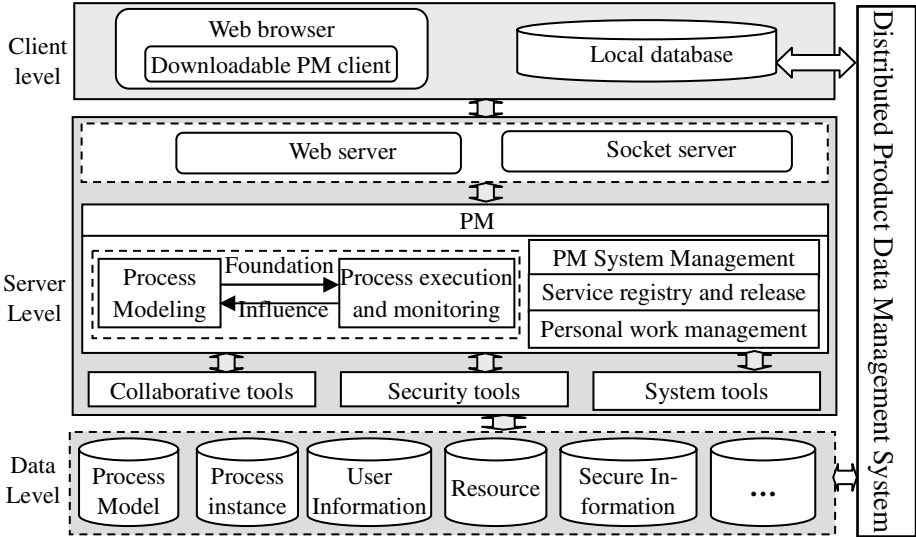 Client
level
Web browser
Downloadable PM client
Local database
Web server
Socket server
Server
Level
PM
Process
Modeling
Foundation
Influence
Process execution
and monitoring
PM System Management
Service registry and release
Personal work management
Collaborative tools
Security tools
System tools
Data
Level
Process
Model
Process
instance
User
Information
Resource
Secure In-
formation
...
Distributed Product Data Management System